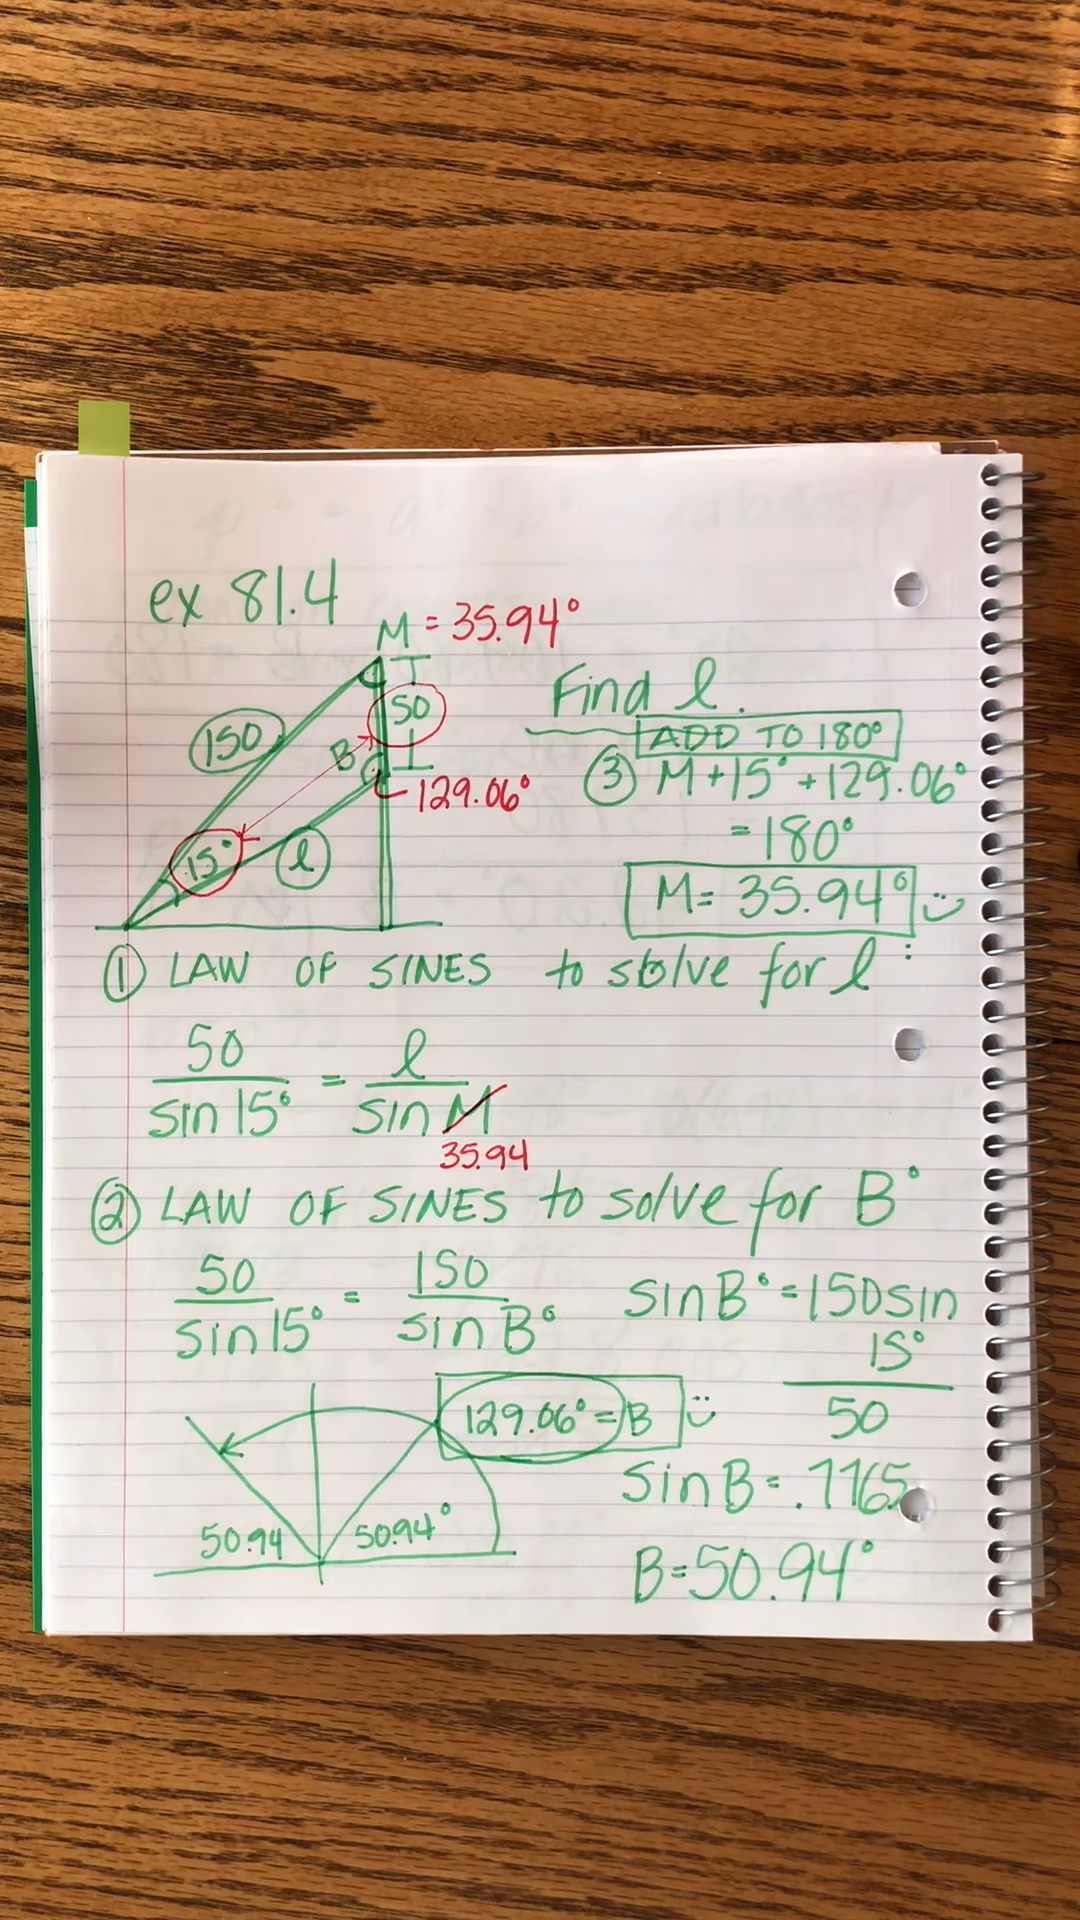 ex 81.4
M = 35.94°
50
150
B
129.06°
15°
l
Find l.
ADD TO 180°
③ M+15°+129.06°
=180°
M= 35.94°
① LAW OF SINES to solve for l:
50 / sin 15° = l / sin M
35.94
② LAW OF SINES to solve for B°
50 / sin 15° = 150 / sin B°
sin B° = 150 sin 15° / 50
129.06° = B
sin B = .7765
50.94
50.94°
B=50.94°